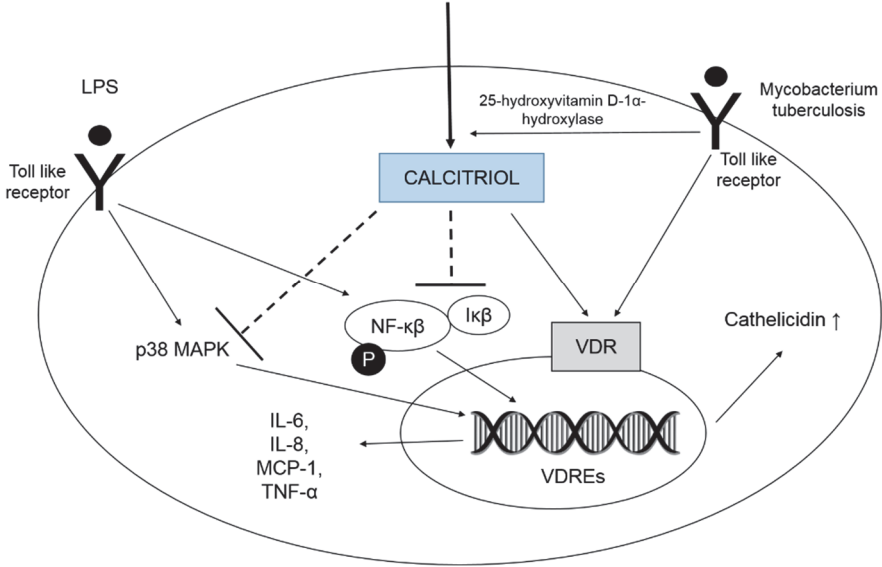 LPS
Toll like
receptor
25-hydroxyvitamin D-1α-
hydroxylase
Mycobacterium
tuberculosis
Toll like
receptor
CALCITRIOL
NF-κβ
Iκβ
P
p38 MAPK
VDR
Cathelicidin ↑
IL-6,
IL-8,
MCP-1,
TNF-α
VDREs